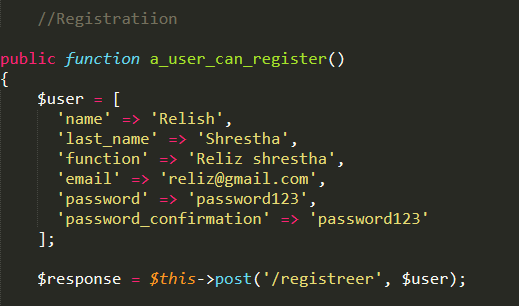 //Registratiion
public function a_user_can_register()
{
$user = [
'name' => 'Relish',
'last_name' => 'Shrestha',
'function' => 'Reliz shrestha',
'email' => 'reliz@gmail.com',
'password' => 'password123',
'password_confirmation' => 'password123'
];
$response = $this->post('/registreer', $user);